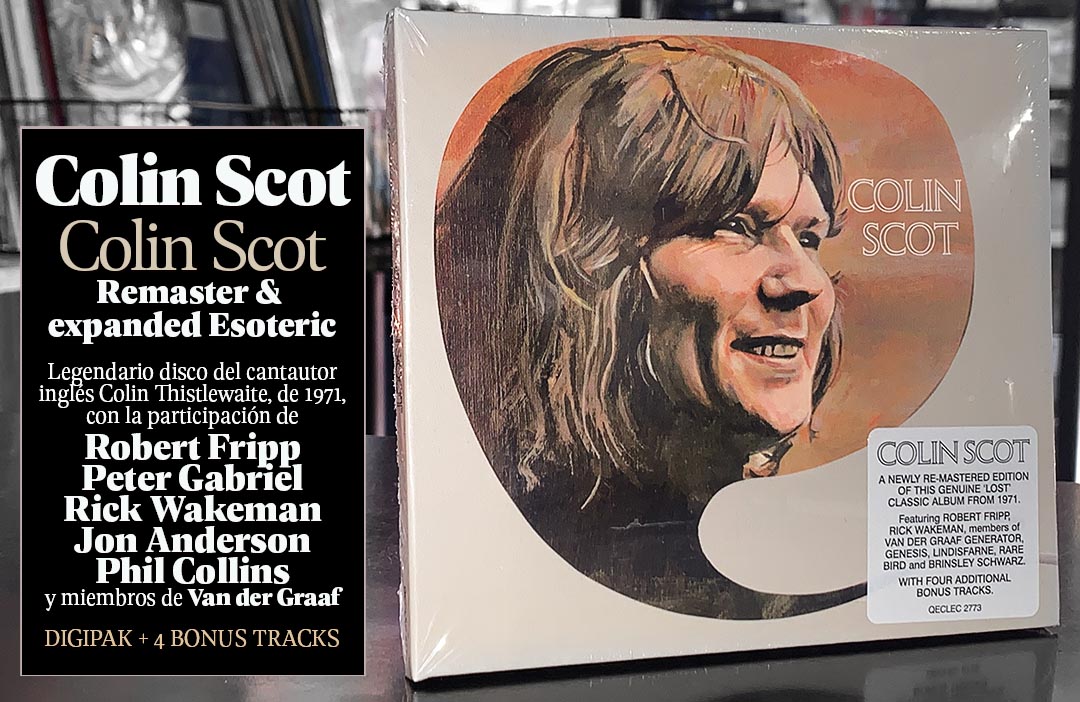 Colin Scot
Colin Scot
Remaster &
expanded Esoteric
Legendario disco del cantautor
inglés Colin Thistlewaite, de 1971,
con la participación de
Robert Fripp
Peter Gabriel
Rick Wakeman
Jon Anderson
Phil Collins
y miembros de Van der Graaf
DIGIPAK + 4 BONUS TRACKS
COLIN
SCOT
COLIN SCOT
A NEWLY RE-MASTERED EDITION
OF THIS GENUINE 'LOST'
CLASSIC ALBUM FROM 1971.
Featuring ROBERT FRIPP,
RICK WAKEMAN, members of
VAN DER GRAAF GENERATOR,
GENESIS, LINDISFARNE, RARE
BIRD and BRINSLEY SCHWARZ.
WITH FOUR ADDITIONAL
BONUS TRACKS.
QECLEC 2773